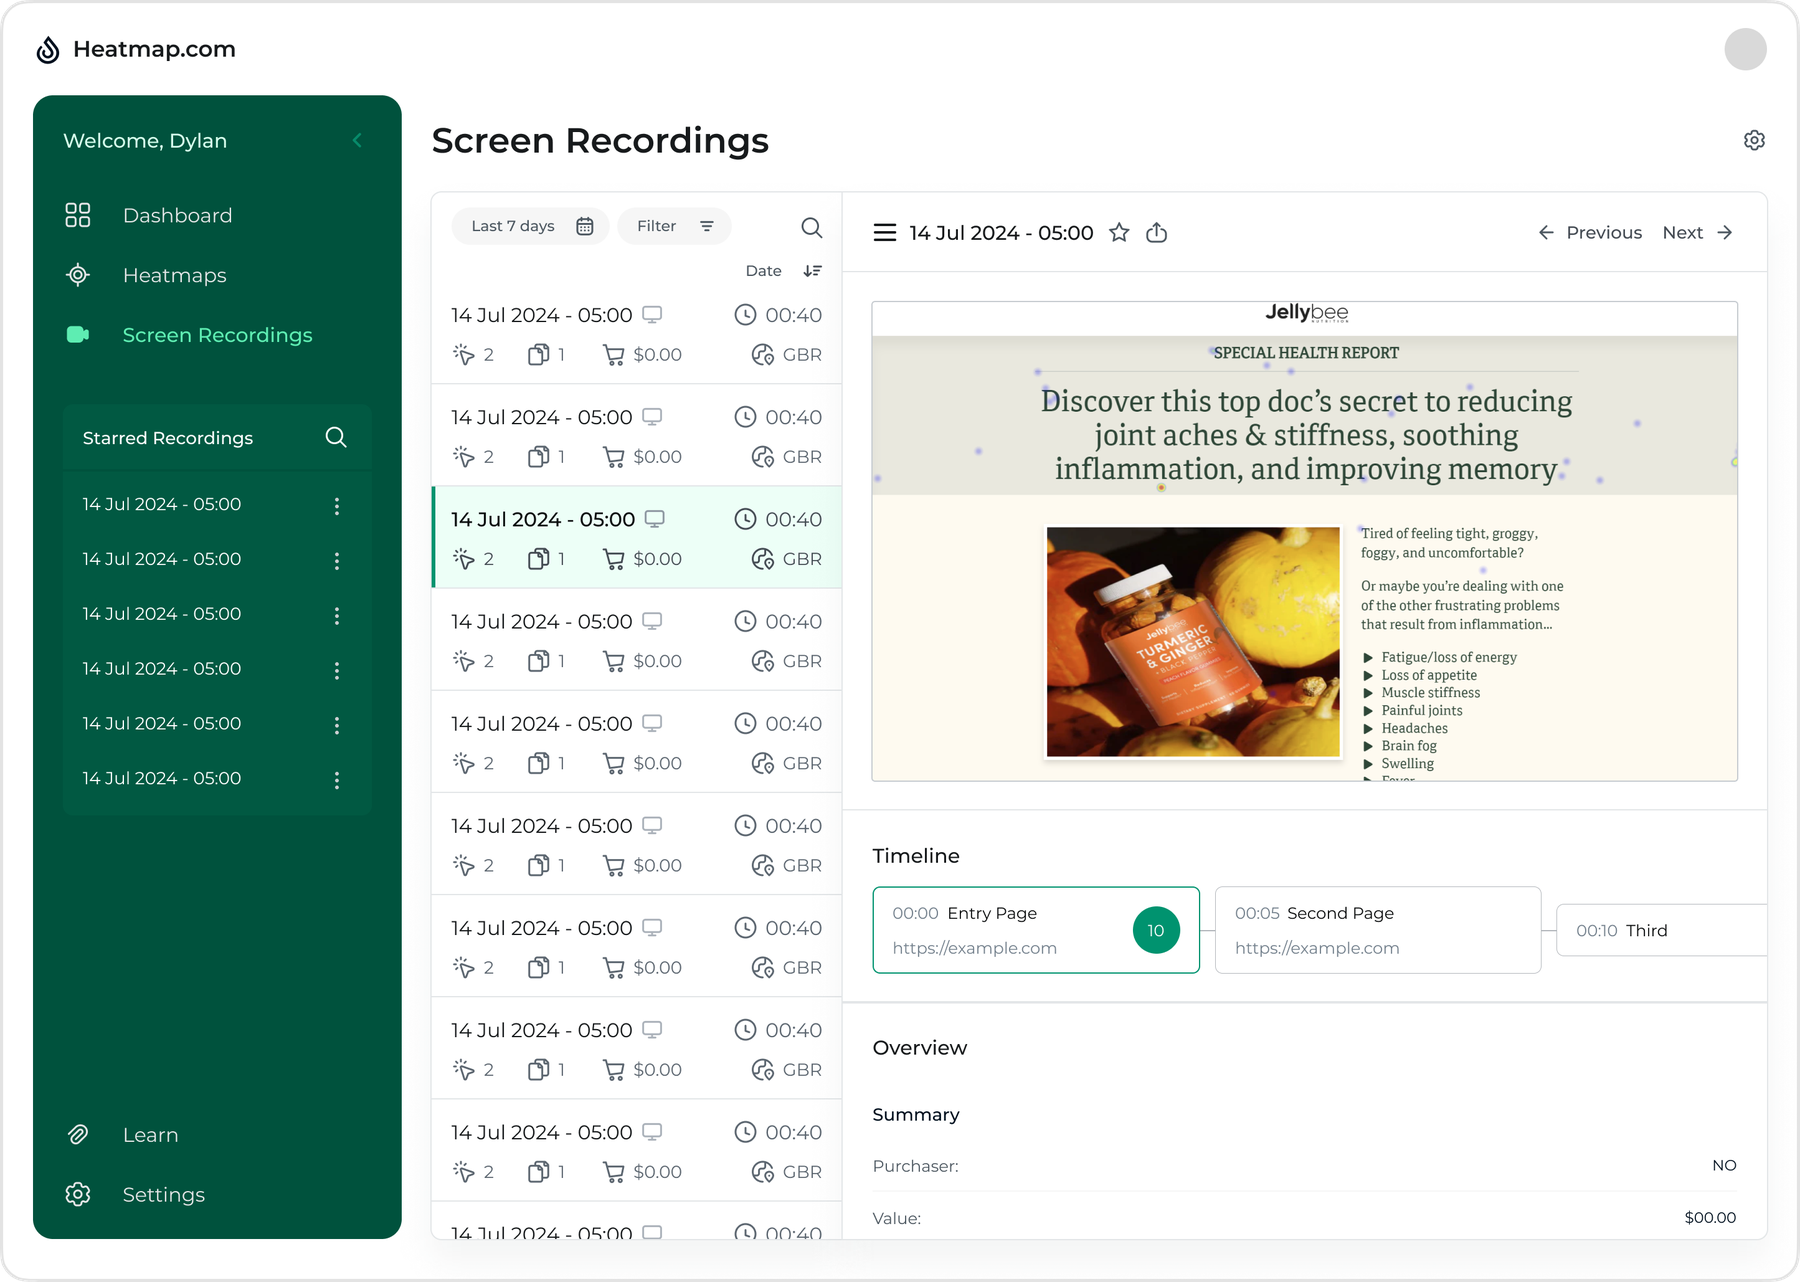 Heatmap.com
Welcome, Dylan
Dashboard
Heatmaps
Screen Recordings
Starred Recordings
14 Jul 2024 - 05:00
14 Jul 2024 - 05:00
14 Jul 2024 - 05:00
14 Jul 2024 - 05:00
14 Jul 2024 - 05:00
14 Jul 2024 - 05:00
Learn
Settings
Screen Recordings
Last 7 days Filter
Date
14 Jul 2024 - 05:00 00:40
2 1 $0.00 GBR
14 Jul 2024 - 05:00 00:40
2 1 $0.00 GBR
14 Jul 2024 - 05:00 00:40
2 1 $0.00 GBR
14 Jul 2024 - 05:00 00:40
2 1 $0.00 GBR
14 Jul 2024 - 05:00 00:40
2 1 $0.00 GBR
14 Jul 2024 - 05:00 00:40
2 1 $0.00 GBR
14 Jul 2024 - 05:00 00:40
2 1 $0.00 GBR
14 Jul 2024 - 05:00 00:40
2 1 $0.00 GBR
14 Jul 2024 - 05:00 00:40
2 1 $0.00 GBR
14 Jul 2024 - 05:00 00:40
14 Jul 2024 - 05:00 Previous Next
Jellybee
NUTRITION
SPECIAL HEALTH REPORT
Discover this top doc's secret to reducing
joint aches & stiffness, soothing
inflammation, and improving memory
Jellybee
TURMERIC
& GINGER
+ BLACK PEPPER
PEACH FLAVOR GUMMIES
DIETARY SUPPLEMENT
Tired of feeling tight, groggy,
foggy, and uncomfortable?
Or maybe you're dealing with one
of the other frustrating problems
that result from inflammation...
▶ Fatigue/loss of energy
▶ Loss of appetite
▶ Muscle stiffness
▶ Painful joints
▶ Headaches
▶ Brain fog
▶ Swelling
▶ Fever
Timeline
00:00 Entry Page
https://example.com
10
00:05 Second Page
https://example.com
00:10 Third
Overview
Summary
Purchaser: NO
Value: $00.00